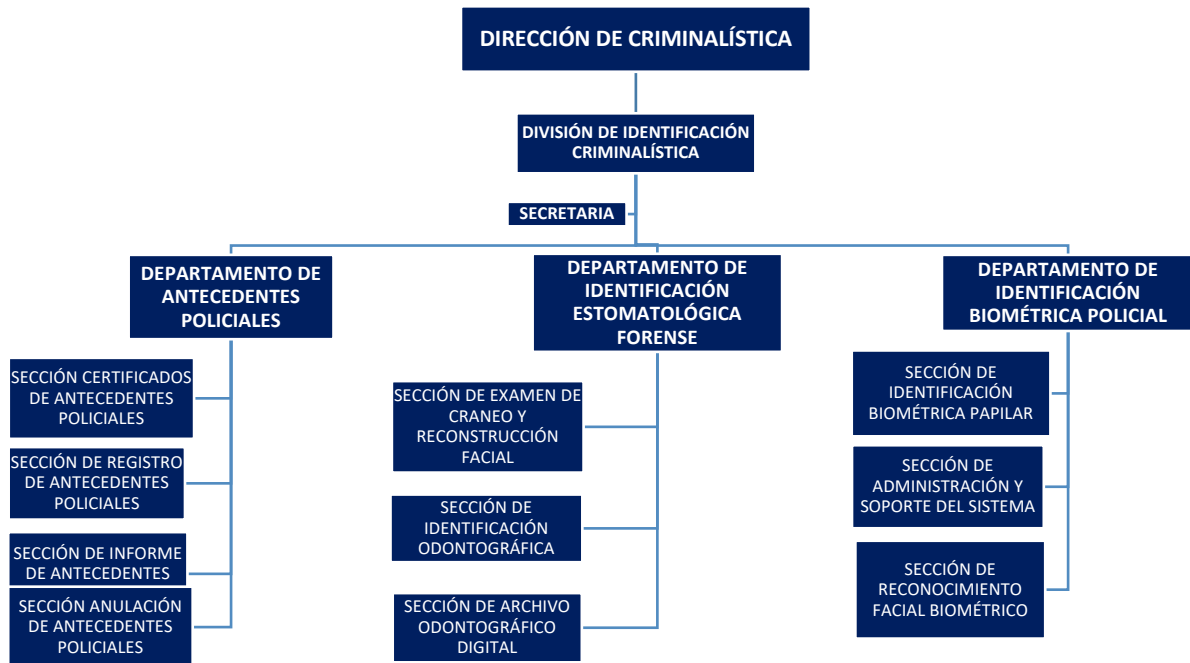 DIRECCIÓN DE CRIMINALÍSTICA
DIVISIÓN DE IDENTIFICACIÓN
CRIMINALÍSTICA
SECRETARIA
DEPARTAMENTO DE
ANTECEDENTES
POLICIALES
SECCIÓN CERTIFICADOS
DE ANTECEDENTES
POLICIALES
SECCIÓN DE REGISTRO
DE ANTECEDENTES
POLICIALES
SECCIÓN DE INFORME
DE ANTECEDENTES
SECCIÓN ANULACIÓN
DE ANTECEDENTES
POLICIALES
DEPARTAMENTO DE
IDENTIFICACIÓN
ESTOMATOLÓGICA
FORENSE
SECCIÓN DE EXAMEN DE
CRANEO Y
RECONSTRUCCIÓN
FACIAL
SECCIÓN DE
IDENTIFICACIÓN
ODONTOGRÁFICA
SECCIÓN DE ARCHIVO
ODONTOGRÁFICO
DIGITAL
DEPARTAMENTO DE
IDENTIFICACIÓN
BIOMÉTRICA POLICIAL
SECCIÓN DE
IDENTIFICACIÓN
BIOMÉTRICA PAPILAR
SECCIÓN DE
ADMINISTRACIÓN Y
SOPORTE DEL SISTEMA
SECCIÓN DE
RECONOCIMIENTO
FACIAL BIOMÉTRICO